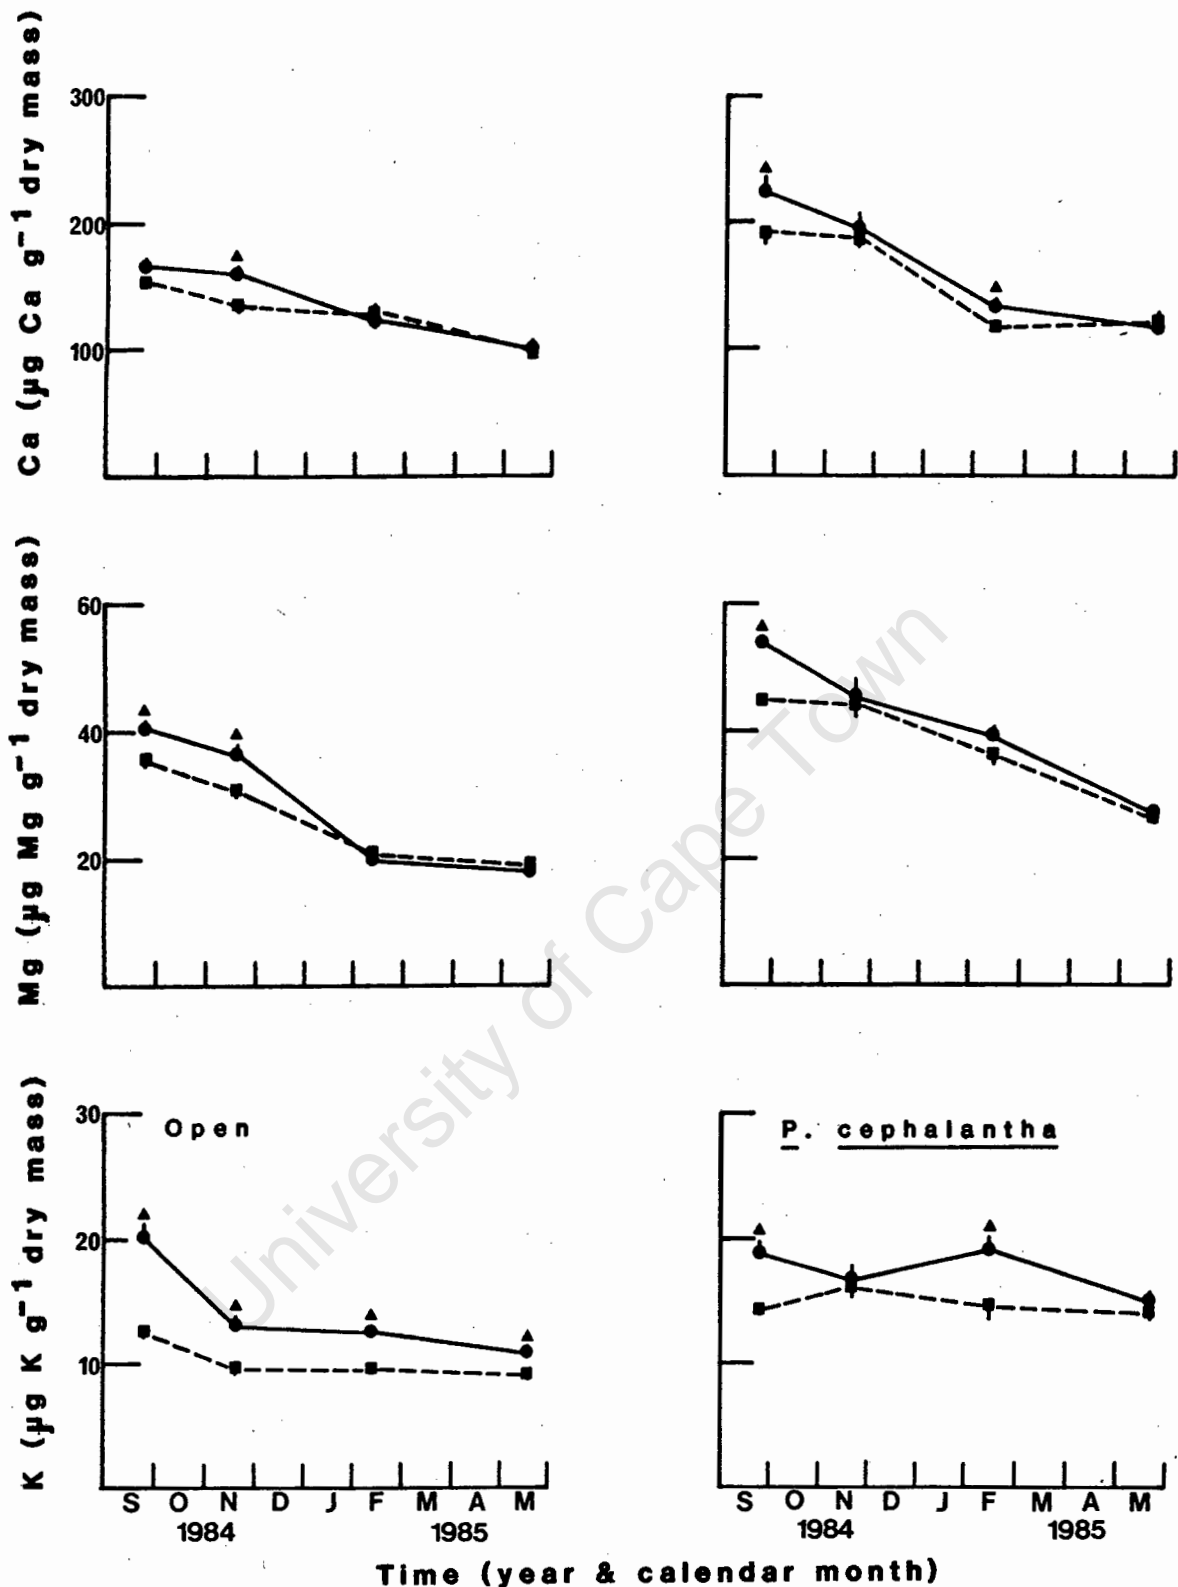 Ca (µg Ca g⁻¹ dry mass)
300
200
100
Mg (µg Mg g⁻¹ dry mass)
60
40
20
K (µg K g⁻¹ dry mass)
30
20
10
Open
P. cephalantha
S O N D J F M A M
1984 1985
S O N D J F M A M
1984 1985
Time (year & calendar month)
University of Cape Town